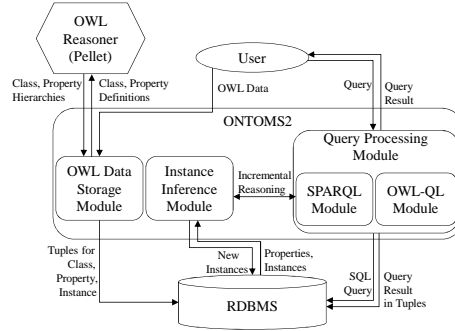 OWL
Reasoner
(Pellet)
User
Class, Property
Hierarchies
Class, Property
Definitions
OWL Data
Query
Query
Result
ONTOMS2
Query Processing
Module
OWL Data
Storage
Module
Instance
Inference
Module
Incremental
Reasoning
SPARQL
Module
OWL-QL
Module
Tuples for
Class,
Property,
Instance
New
Instances
Properties,
Instances
SQL
Query
Query
Result
in Tuples
RDBMS